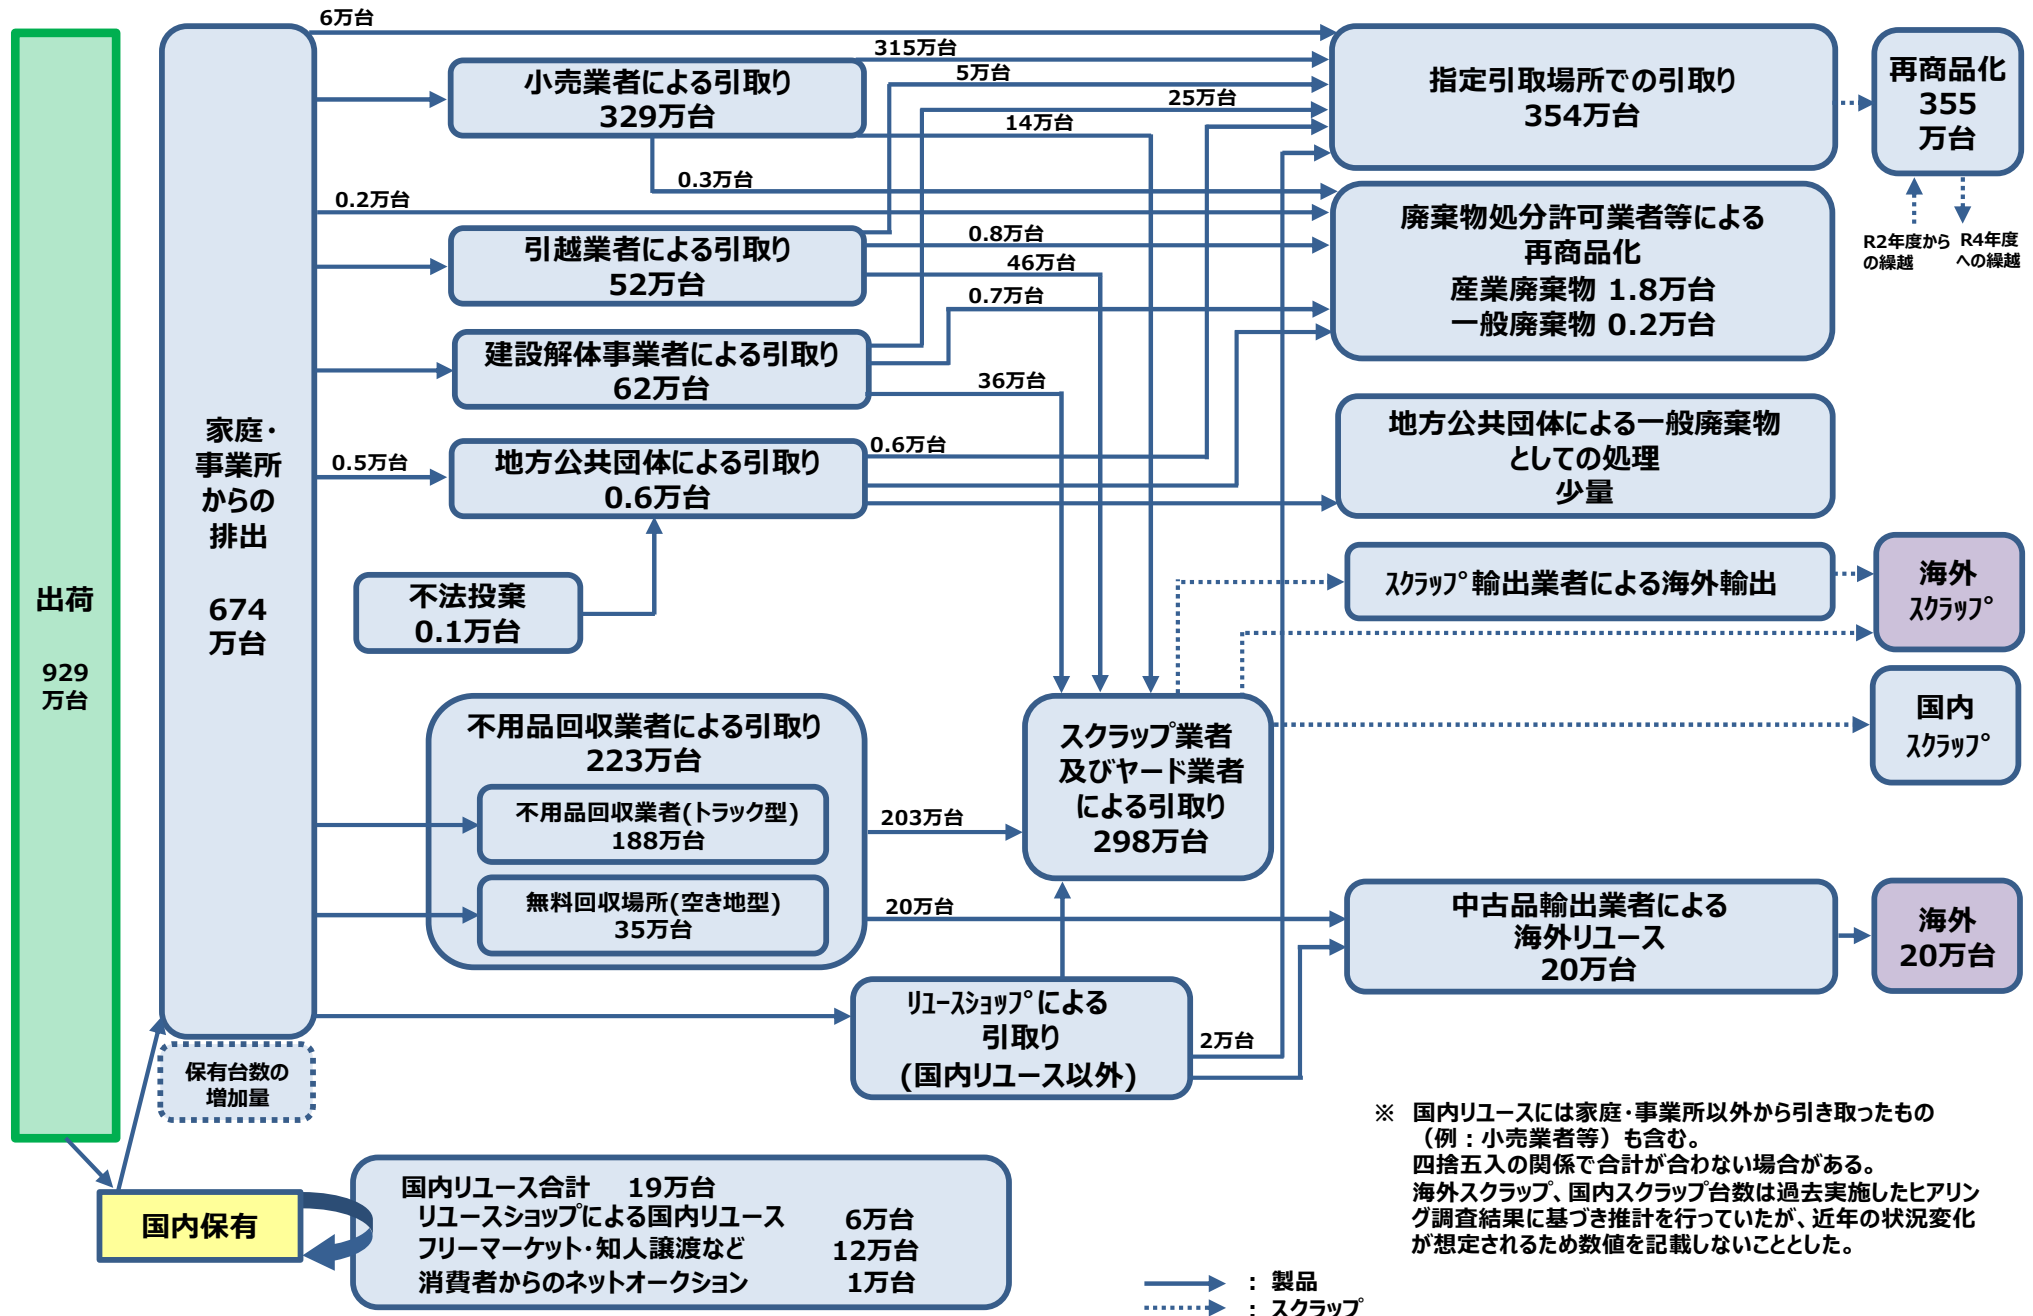 出荷
929
万台
家庭・
事業所
からの
排出
674
万台
保有台数の
増加量
国内保有
6万台
小売業者による引取り
329万台
315万台
5万台
25万台
14万台
0.3万台
0.2万台
引越業者による引取り
52万台
0.8万台
46万台
0.7万台
建設解体事業者による引取り
62万台
36万台
0.5万台
地方公共団体による引取り
0.6万台
0.6万台
不法投棄
0.1万台
不用品回収業者による引取り
223万台
不用品回収業者(トラック型)
188万台
無料回収場所(空き地型)
35万台
203万台
20万台
スクラップ業者
及びヤード業者
による引取り
298万台
ﾘﾕｰｽｼｮｯﾌﾟによる
引取り
(国内リユース以外)
2万台
指定引取場所での引取り
354万台
再商品化
355
万台
R2年度から
の繰越
R4年度
への繰越
廃棄物処分許可業者等による
再商品化
産業廃棄物 1.8万台
一般廃棄物 0.2万台
地方公共団体による一般廃棄物
としての処理
少量
ｽｸﾗｯﾌﾟ輸出業者による海外輸出
海外
ｽｸﾗｯﾌﾟ
国内
ｽｸﾗｯﾌﾟ
中古品輸出業者による
海外リユース
20万台
海外
20万台
国内リユース合計 19万台
リユースショップによる国内リユース 6万台
フリーマーケット・知人譲渡など 12万台
消費者からのネットオークション 1万台
※ 国内リユースには家庭・事業所以外から引き取ったもの
（例：小売業者等）も含む。
四捨五入の関係で合計が合わない場合がある。
海外スクラップ、国内スクラップ台数は過去実施したヒアリン
グ調査結果に基づき推計を行っていたが、近年の状況変化
が想定されるため数値を記載しないこととした。
：製品
：スクラップ